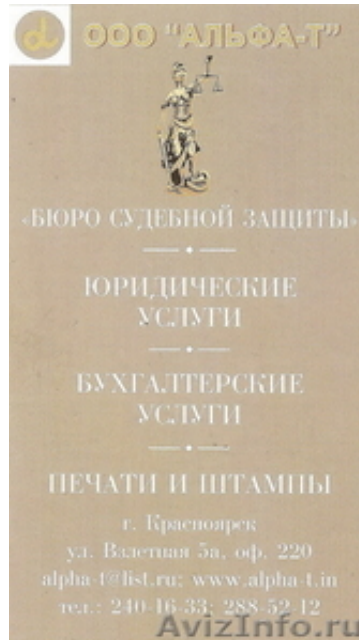 ООО "АЛЬФА-Т"
«БЮРО СУДЕБНОЙ ЗАЩИТЫ»
ЮРИДИЧЕСКИЕ
УСЛУГИ
БУХГАЛТЕРСКИЕ
УСЛУГИ
ПЕЧАТИ И ШТАМПЫ
г. Красноярск
ул. Взлетная 5а, оф. 220
alpha-t@list.ru; www.alpha-t.in
тел.: 240-16-33; 288-52-12
AvizInfo.ru